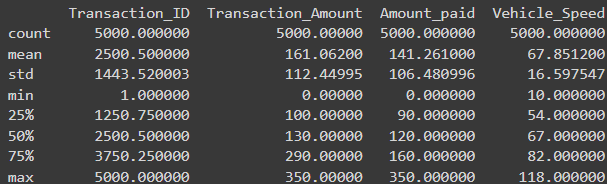 Transaction_ID Transaction_Amount Amount_paid Vehicle_Speed
count 5000.000000 5000.00000 5000.000000 5000.000000
mean 2500.500000 161.06200 141.261000 67.851200
std 1443.520003 112.44995 106.480996 16.597547
min 1.000000 0.00000 0.000000 10.000000
25% 1250.750000 100.00000 90.000000 54.000000
50% 2500.500000 130.00000 120.000000 67.000000
75% 3750.250000 290.00000 160.000000 82.000000
max 5000.000000 350.00000 350.000000 118.000000